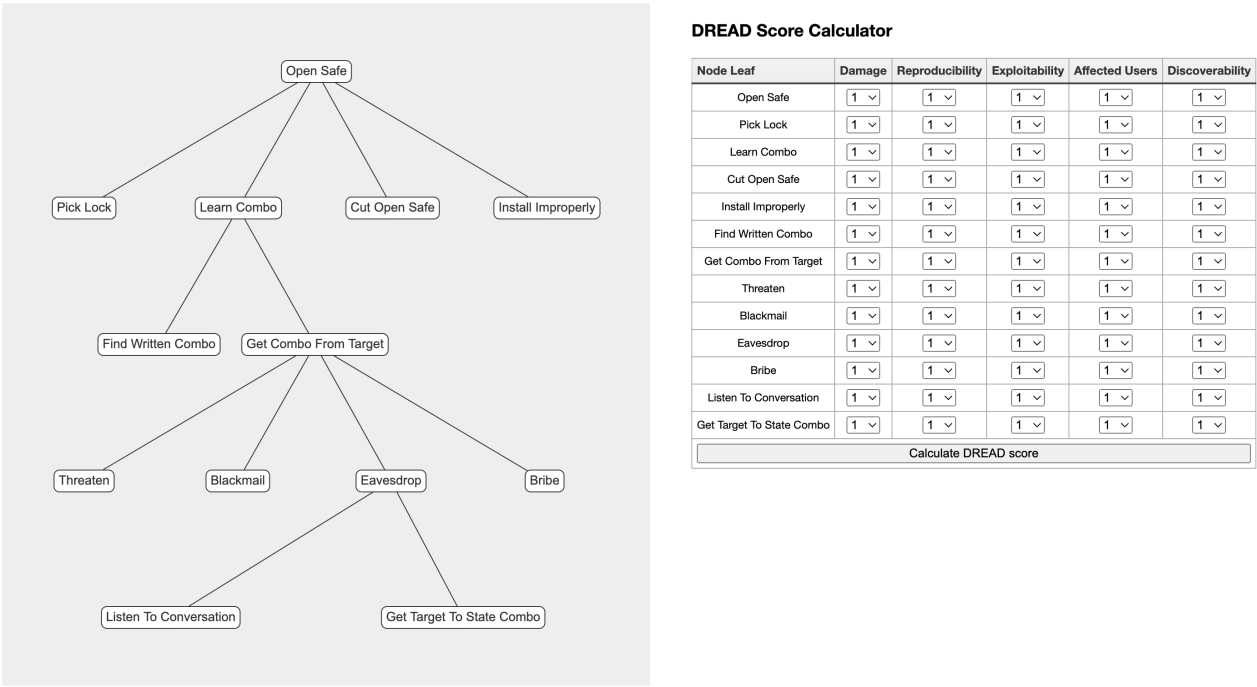 Open Safe
Pick Lock
Learn Combo
Cut Open Safe
Install Improperly
Find Written Combo
Get Combo From Target
Threaten
Blackmail
Eavesdrop
Bribe
Listen To Conversation
Get Target To State Combo
DREAD Score Calculator
Node Leaf Damage Reproducibility Exploitability Affected Users Discoverability
Open Safe 1 1 1 1 1
Pick Lock 1 1 1 1 1
Learn Combo 1 1 1 1 1
Cut Open Safe 1 1 1 1 1
Install Improperly 1 1 1 1 1
Find Written Combo 1 1 1 1 1
Get Combo From Target 1 1 1 1 1
Threaten 1 1 1 1 1
Blackmail 1 1 1 1 1
Eavesdrop 1 1 1 1 1
Bribe 1 1 1 1 1
Listen To Conversation 1 1 1 1 1
Get Target To State Combo 1 1 1 1 1
Calculate DREAD score